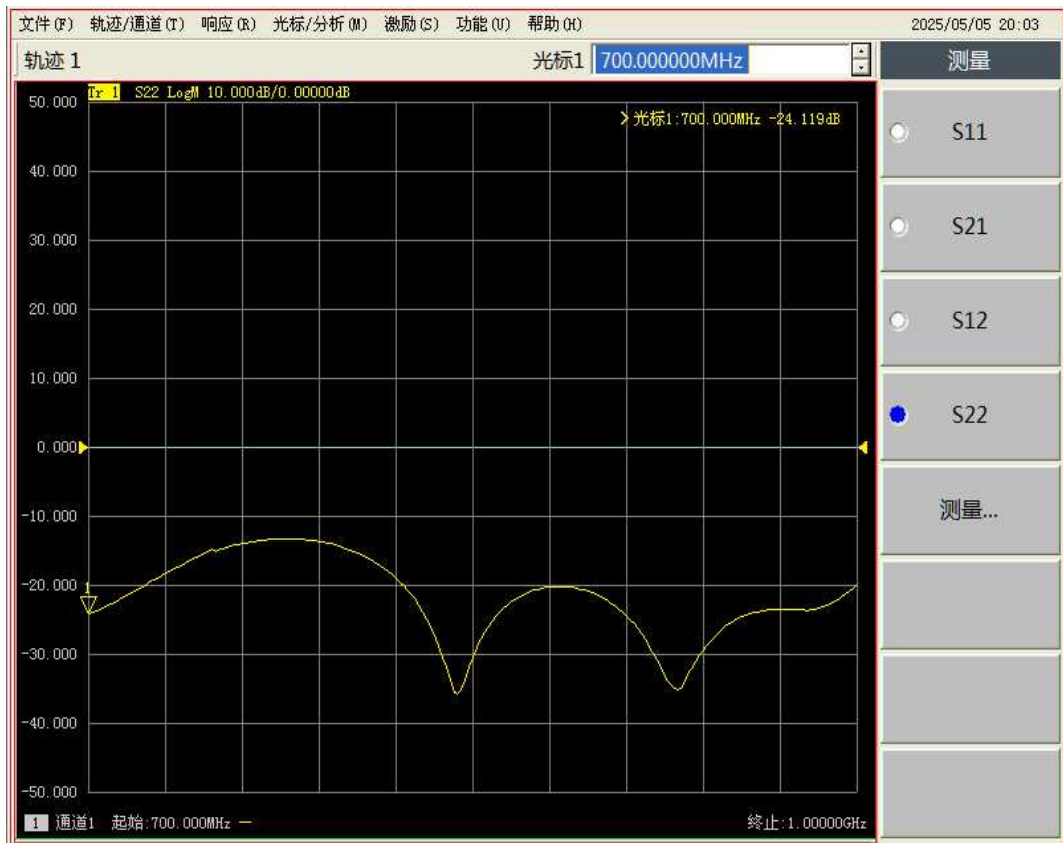 文件(F) 轨迹/通道(T) 响应(R) 光标/分析(M) 激励(S) 功能(U) 帮助(H) 2025/05/05 20:03
轨迹 1 光标1 700.000000MHz 测量
Tr 1 S22 LogM 10.000dB/0.00000dB
50.000
>光标1:700.000MHz -24.119dB
S11
40.000
30.000
S21
20.000
S12
10.000
S22
0.000
-10.000
测量...
-20.000
1
-30.000
-40.000
-50.000
1 通道1 起始:700.000MHz 终止:1.00000GHz